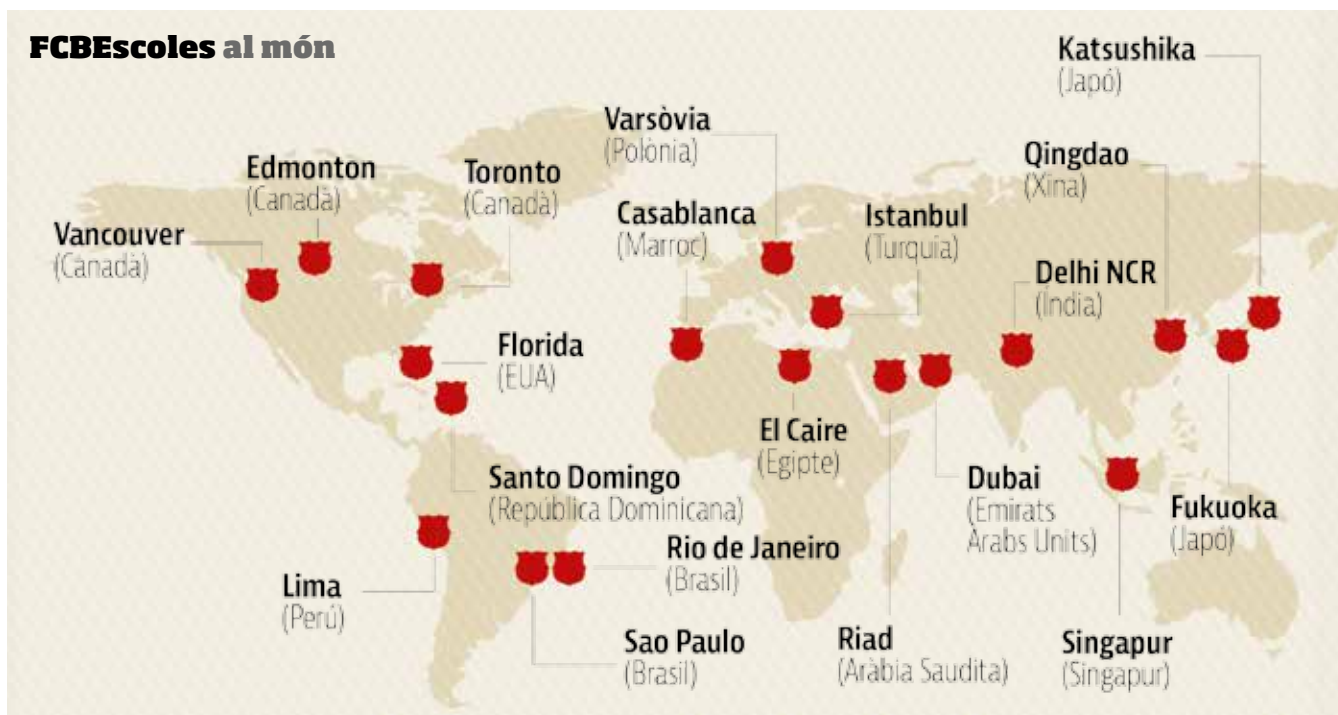 FCBEscoles al món
Katsushika
(Japó)
Varsòvia
(Polònia)
Qingdao
(Xina)
Edmonton
(Canadà)
Toronto
(Canadà)
Casablanca
(Marroc)
Istanbul
(Turquia)
Vancouver
(Canadà)
Delhi NCR
(Índia)
Florida
(EUA)
El Caire
(Egipte)
Santo Domingo
(República Dominicana)
Dubai
(Emirats
Àrabs Units)
Fukuoka
(Japó)
Rio de Janeiro
(Brasil)
Lima
(Perú)
Sao Paulo
(Brasil)
Riad
(Aràbia Saudita)
Singapur
(Singapur)